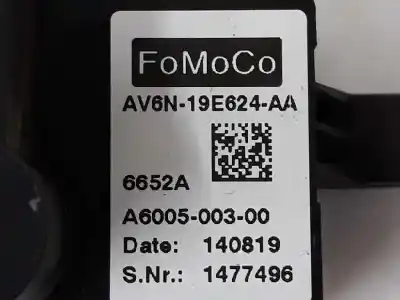 FoMoCo
AV6N-19E624-AA
6652A
A6005-003-00
Date: 140819
S.Nr.: 1477496